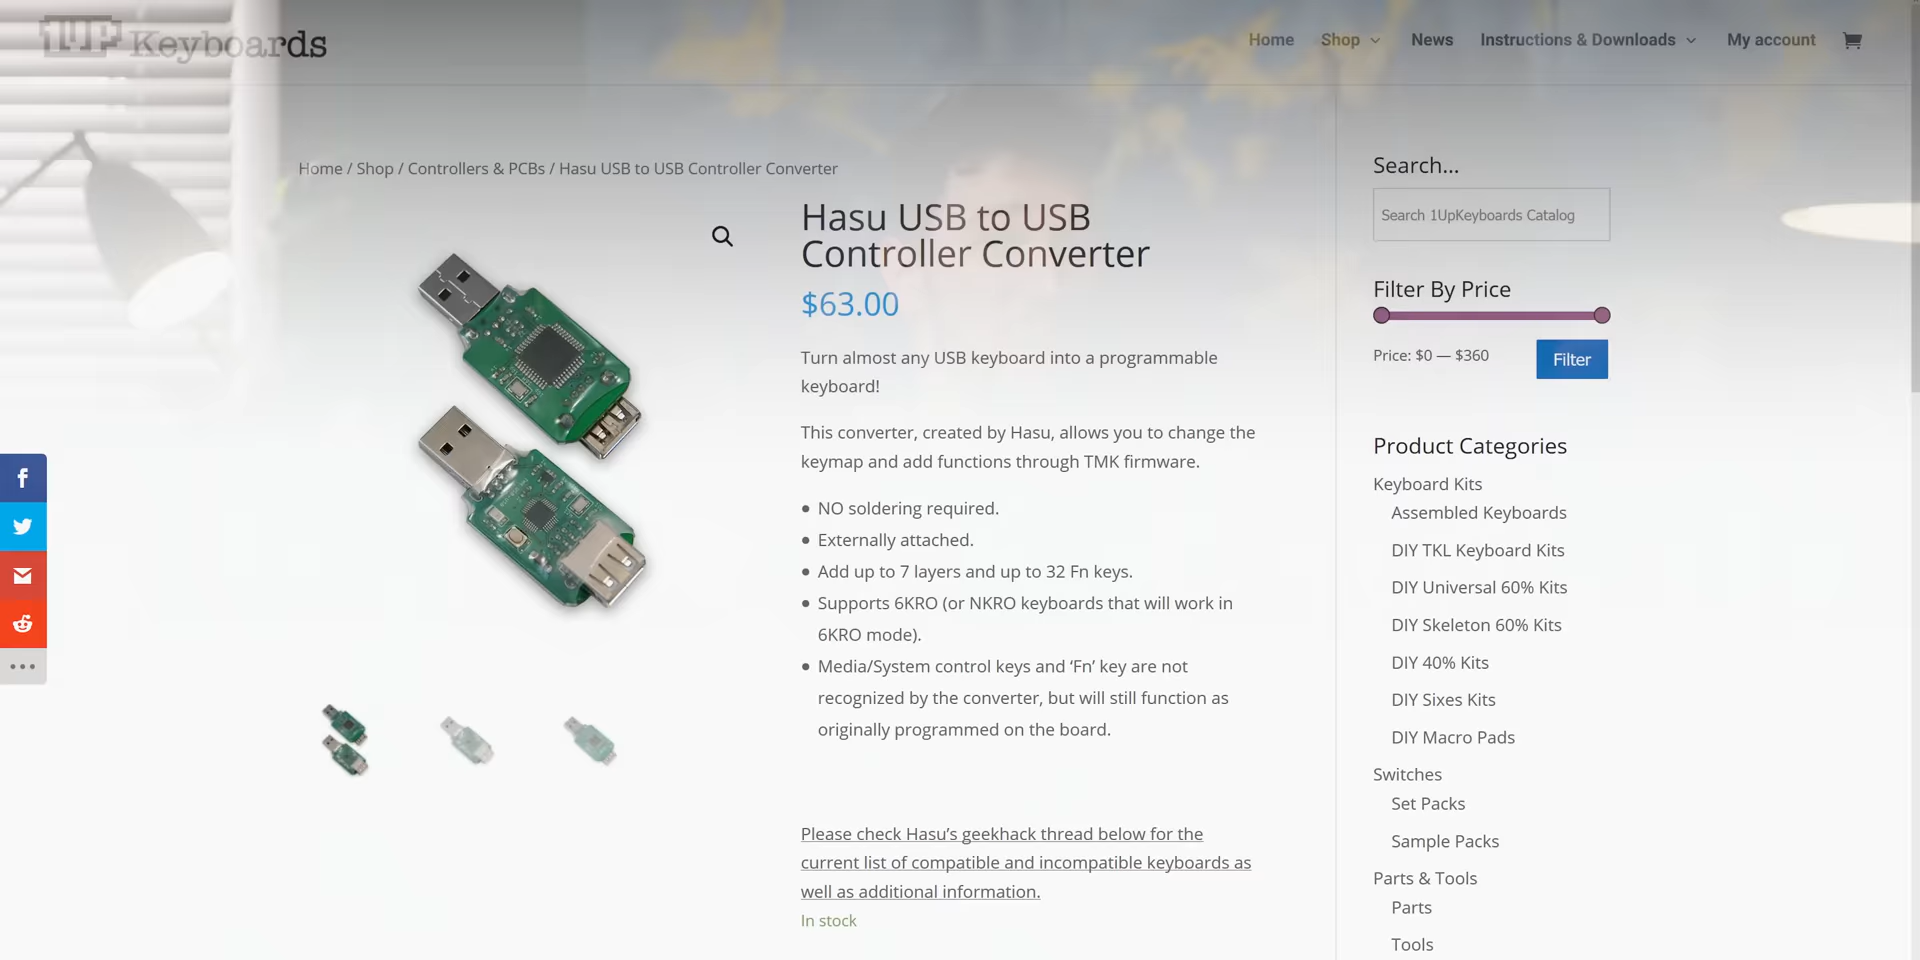 1UP Keyboards
Home
Shop
News
Instructions & Downloads
My account
Home / Shop / Controllers & PCBs / Hasu USB to USB Controller Converter
Hasu USB to USB
Controller Converter
$63.00
Turn almost any USB keyboard into a programmable
keyboard!
This converter, created by Hasu, allows you to change the
keymap and add functions through TMK firmware.
• NO soldering required.
• Externally attached.
• Add up to 7 layers and up to 32 Fn keys.
• Supports 6KRO (or NKRO keyboards that will work in
6KRO mode).
• Media/System control keys and ‘Fn’ key are not
recognized by the converter, but will still function as
originally programmed on the board.
Please check Hasu’s geekhack thread below for the
current list of compatible and incompatible keyboards as
well as additional information.
In stock
Search…
Search 1UpKeyboards Catalog
Filter By Price
Price: $0 — $360
Filter
Product Categories
Keyboard Kits
Assembled Keyboards
DIY TKL Keyboard Kits
DIY Universal 60% Kits
DIY Skeleton 60% Kits
DIY 40% Kits
DIY Sixes Kits
DIY Macro Pads
Switches
Set Packs
Sample Packs
Parts & Tools
Parts
Tools